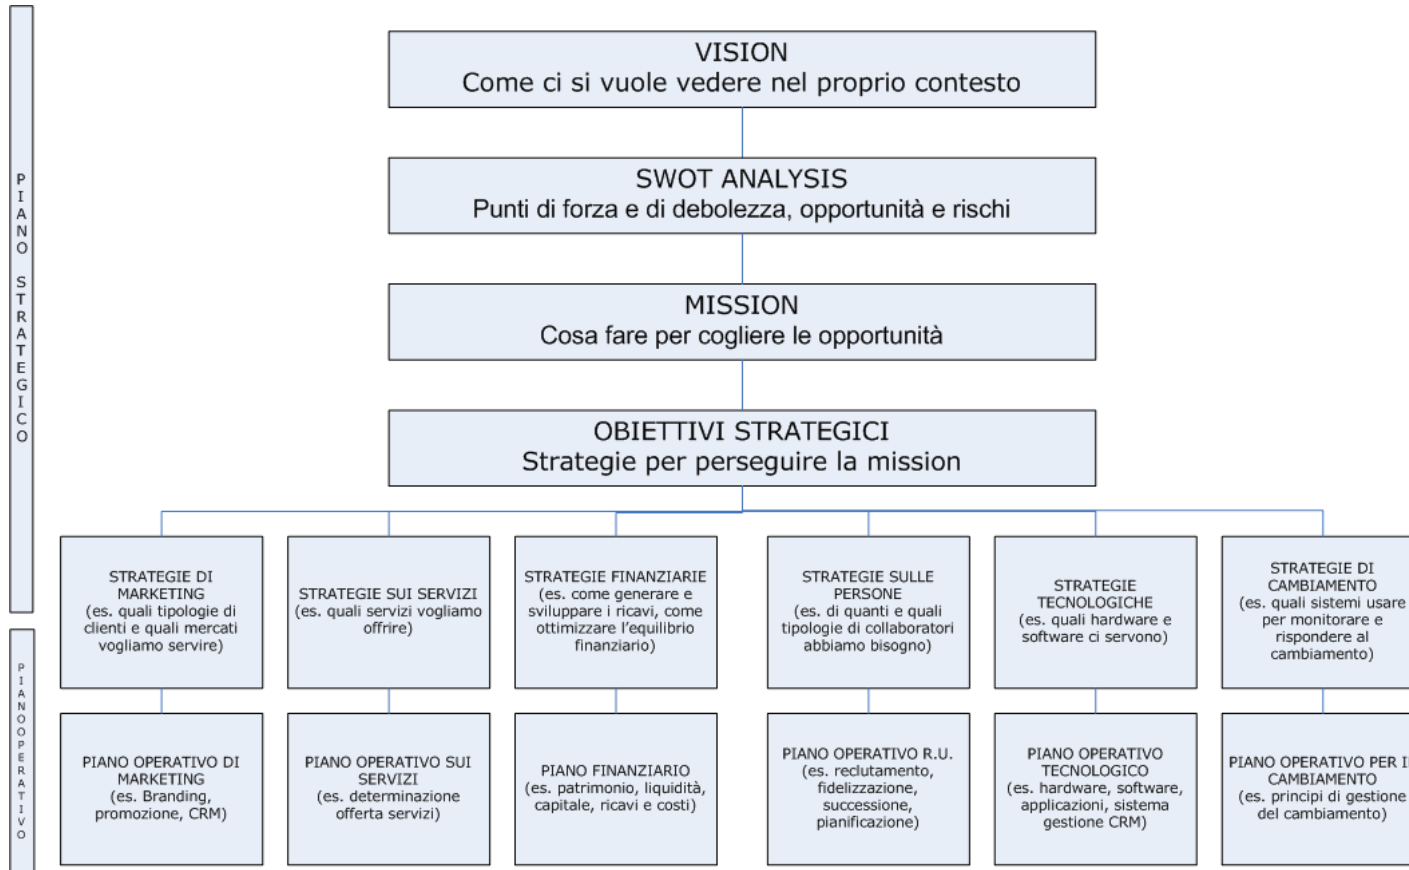 PIANO STRATEGICO
VISION
Come ci si vuole vedere nel proprio contesto
SWOT ANALYSIS
Punti di forza e di debolezza, opportunità e rischi
MISSION
Cosa fare per cogliere le opportunità
OBIETTIVI STRATEGICI
Strategie per perseguire la mission
STRATEGIE DI
MARKETING
(es. quali tipologie di
clienti e quali mercati
vogliamo servire)
STRATEGIE SUI SERVIZI
(es. quali servizi vogliamo
offrire)
STRATEGIE FINANZIARIE
(es. come generare e
sviluppare i ricavi, come
ottimizzare l'equilibrio
finanziario)
STRATEGIE SULLE
PERSONE
(es. di quanti e quali
tipologie di collaboratori
abbiamo bisogno)
STRATEGIE
TECNOLOGICHE
(es. quali hardware e
software ci servono)
STRATEGIE DI
CAMBIAMENTO
(es. quali sistemi usare
per monitorare e
rispondere al
cambiamento)
PIANOOPERATIVO
PIANO OPERATIVO DI
MARKETING
(es. Branding,
promozione, CRM)
PIANO OPERATIVO SUI
SERVIZI
(es. determinazione
offerta servizi)
PIANO FINANZIARIO
(es. patrimonio, liquidità,
capitale, ricavi e costi)
PIANO OPERATIVO R.U.
(es. reclutamento,
fidelizzazione,
successione,
pianificazione)
PIANO OPERATIVO
TECNOLOGICO
(es. hardware, software,
applicazioni, sistema
gestione CRM)
PIANO OPERATIVO PER IL
CAMBIAMENTO
(es. principi di gestione
del cambiamento)